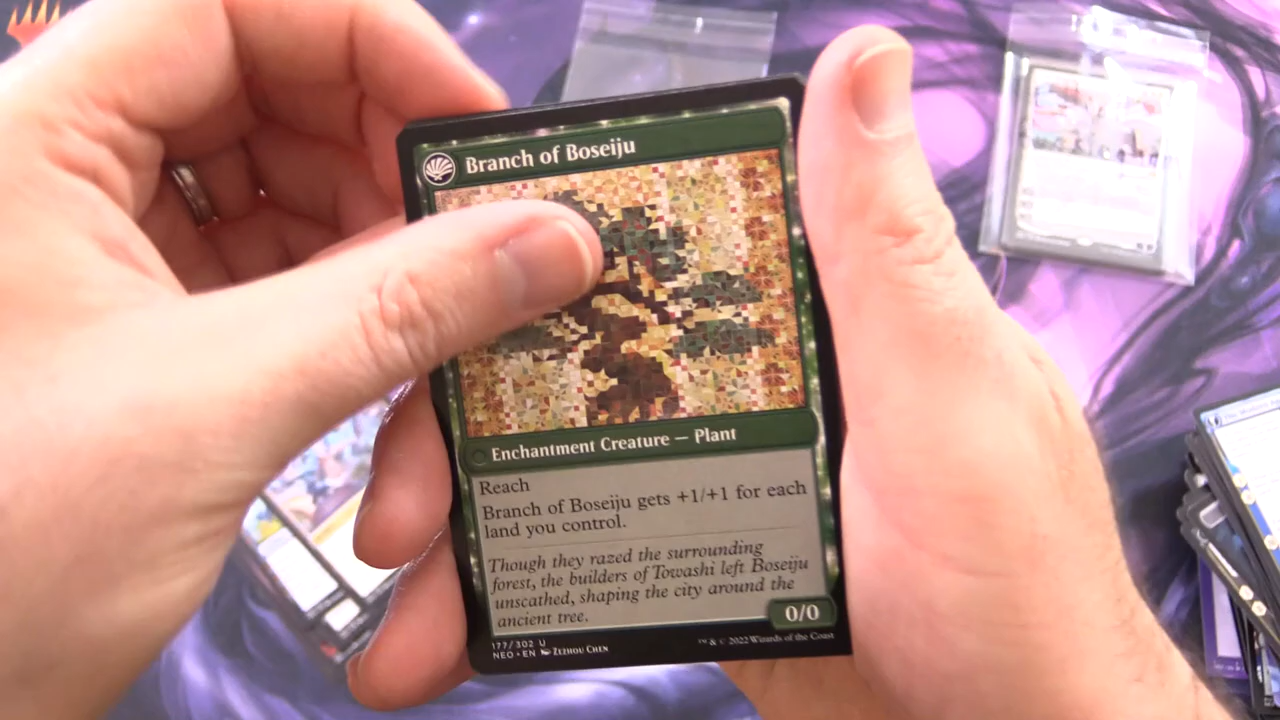 Branch of Boseiju
Enchantment Creature — Plant
Reach
Branch of Boseiju gets +1/+1 for each
land you control.
Though they razed the surrounding
forest, the builders of Towashi left Boseiju
unscathed, shaping the city around the
ancient tree.
0/0
177/302 U
NEO • EN Zezhou Chen
™ & © 2022 Wizards of the Coast